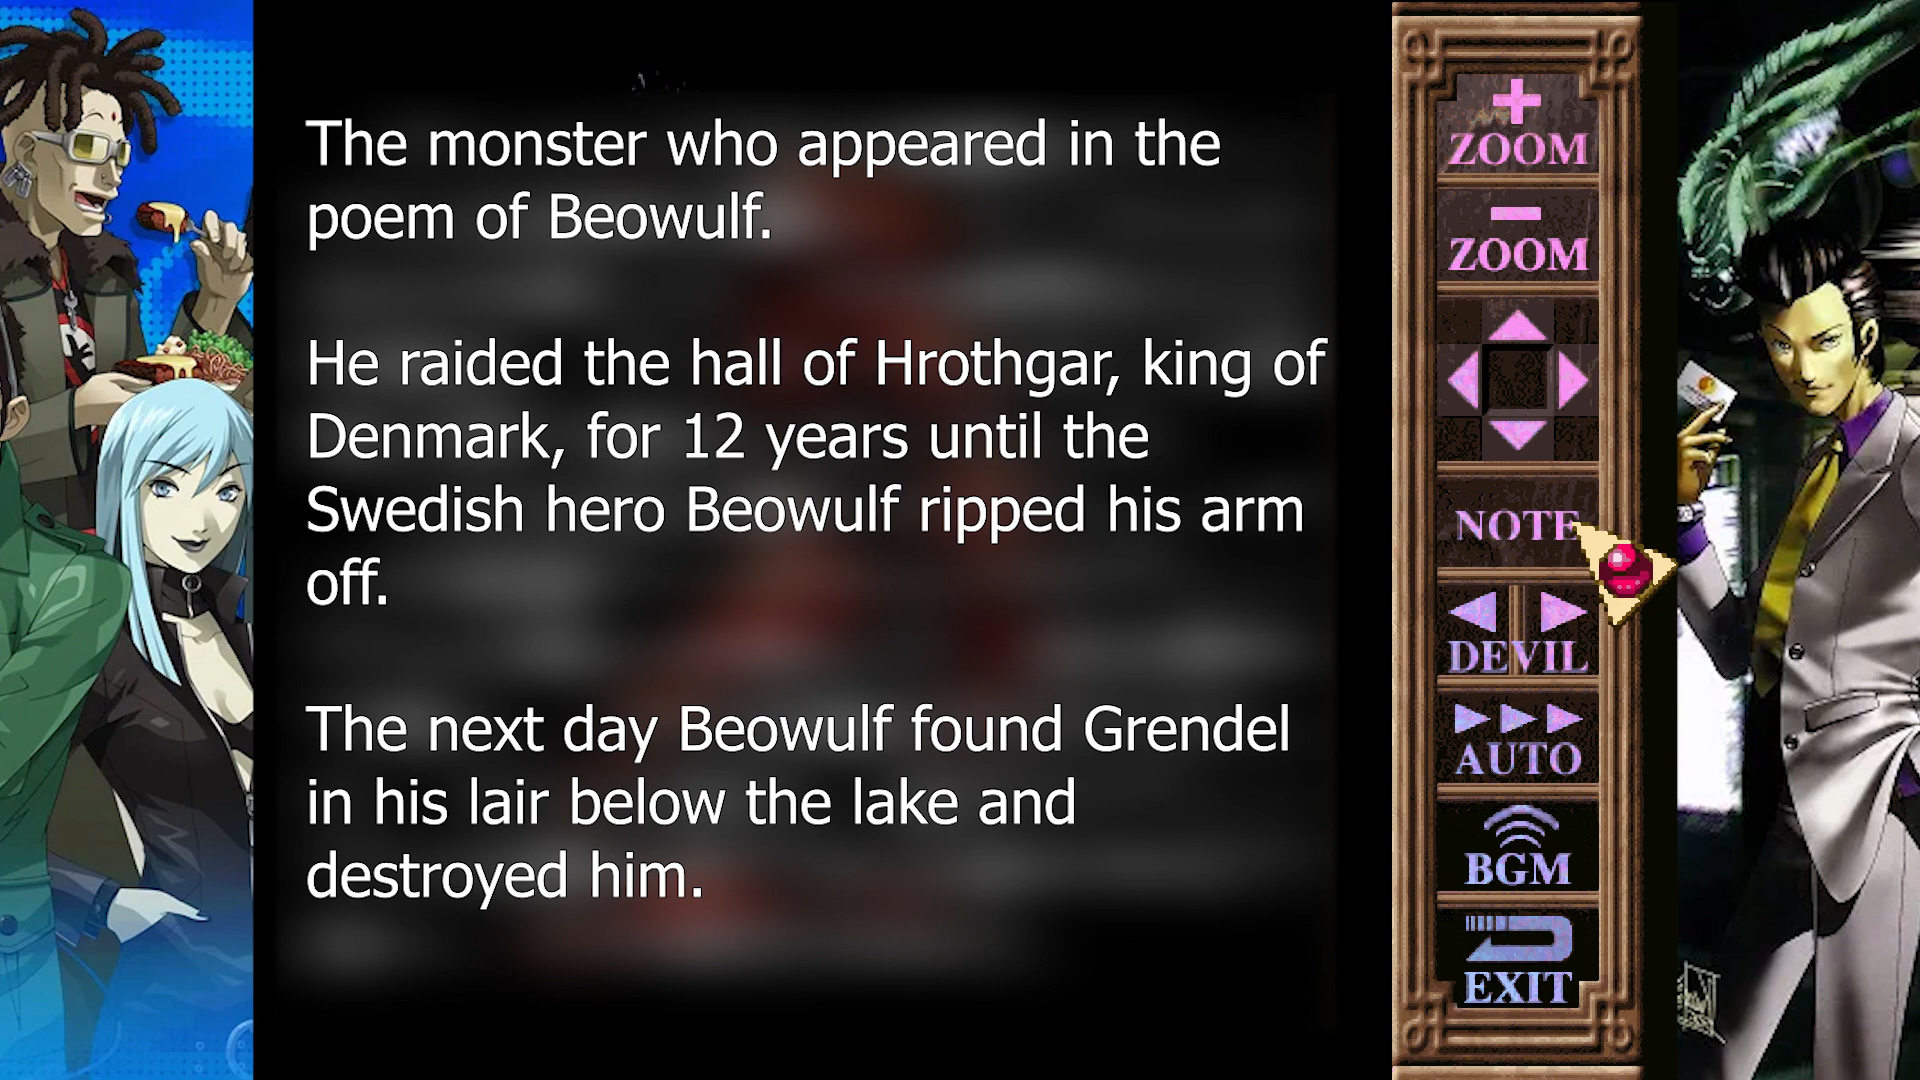 The monster who appeared in the
poem of Beowulf.
He raided the hall of Hrothgar, king of
Denmark, for 12 years until the
Swedish hero Beowulf ripped his arm
off.
The next day Beowulf found Grendel
in his lair below the lake and
destroyed him.
ZOOM
ZOOM
NOTE
DEVIL
AUTO
BGM
EXIT